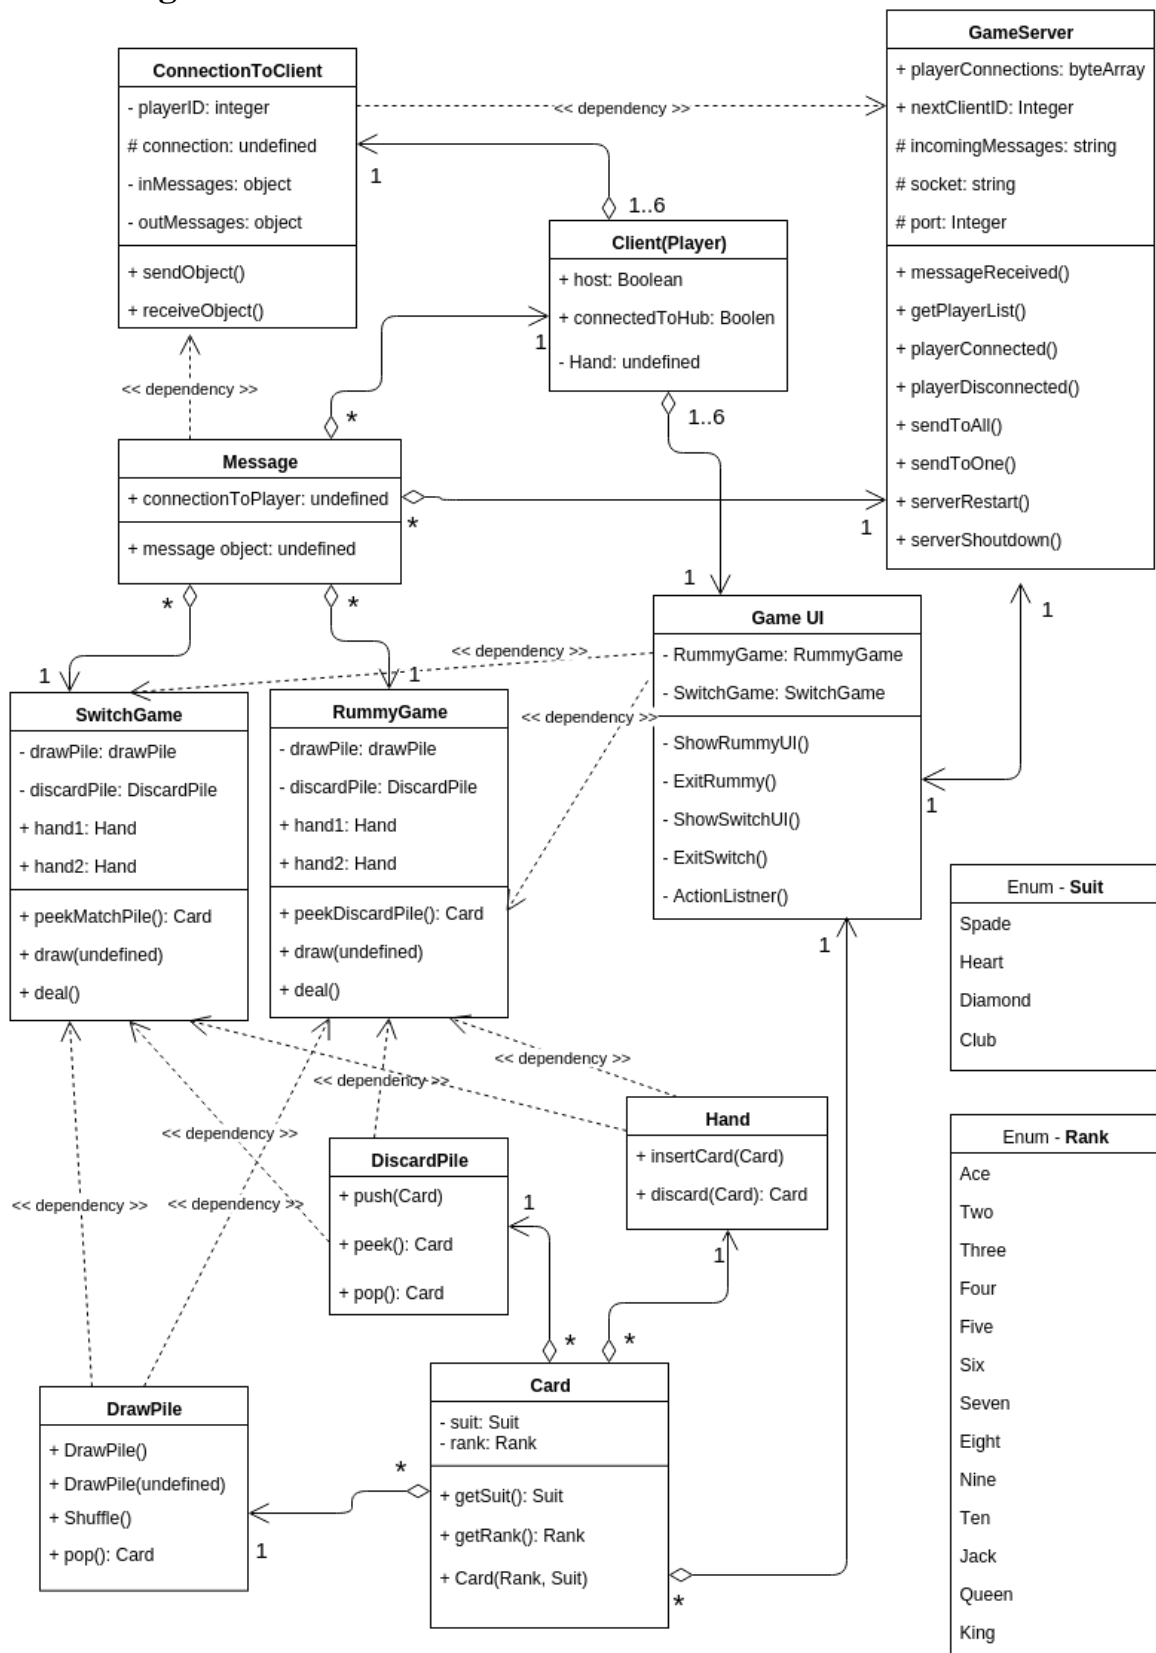 GameServer
+ playerConnections: byteArray
+ nextClientID: Integer
# incomingMessages: string
# socket: string
# port: Integer
+ messageReceived()
+ getPlayerList()
+ playerConnected()
+ playerDisconnected()
+ sendToAll()
+ sendToOne()
+ serverRestart()
+ serverShoutdown()
ConnectionToClient
- playerID: integer
# connection: undefined
- inMessages: object
- outMessages: object
+ sendObject()
+ receiveObject()
<< dependency >>
1
1..6
Client(Player)
+ host: Boolean
+ connectedToHub: Boolen
- Hand: undefined
1
1..6
<< dependency >>
*
Message
+ connectionToPlayer: undefined
+ message object: undefined
*
1
*
*
1
1
1
1
1
Game UI
- RummyGame: RummyGame
- SwitchGame: SwitchGame
- ShowRummyUI()
- ExitRummy()
- ShowSwitchUI()
- ExitSwitch()
- ActionListner()
<< dependency >>
<< dependency >>
SwitchGame
- drawPile: drawPile
- discardPile: DiscardPile
+ hand1: Hand
+ hand2: Hand
+ peekMatchPile(): Card
+ draw(undefined)
+ deal()
RummyGame
- drawPile: drawPile
- discardPile: DiscardPile
+ hand1: Hand
+ hand2: Hand
+ peekDiscardPile(): Card
+ draw(undefined)
+ deal()
1
Enum - Suit
Spade
Heart
Diamond
Club
<< dependency >>
<< dependency >>
<< dependency >>
<< dependency >>
<< dependency >>
Hand
+ insertCard(Card)
+ discard(Card): Card
DiscardPile
+ push(Card)
+ peek(): Card
+ pop(): Card
1
1
*
*
Enum - Rank
Ace
Two
Three
Four
Five
Six
Seven
Eight
Nine
Ten
Jack
Queen
King
DrawPile
+ DrawPile()
+ DrawPile(undefined)
+ Shuffle()
+ pop(): Card
*
1
Card
- suit: Suit
- rank: Rank
+ getSuit(): Suit
+ getRank(): Rank
+ Card(Rank, Suit)
*